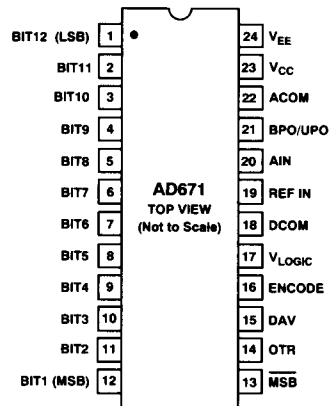 BIT12 (LSB) 1 24 VEE
BIT11 2 23 VCC
BIT10 3 22 ACOM
BIT9 4 21 BPO/UPO
BIT8 5 20 AIN
BIT7 6 19 REF IN
BIT6 7 18 DCOM
BIT5 8 17 VLOGIC
BIT4 9 16 ENCODE
BIT3 10 15 DAV
BIT2 11 14 OTR
BIT1 (MSB) 12 13 MSB
AD671
TOP VIEW
(Not to Scale)